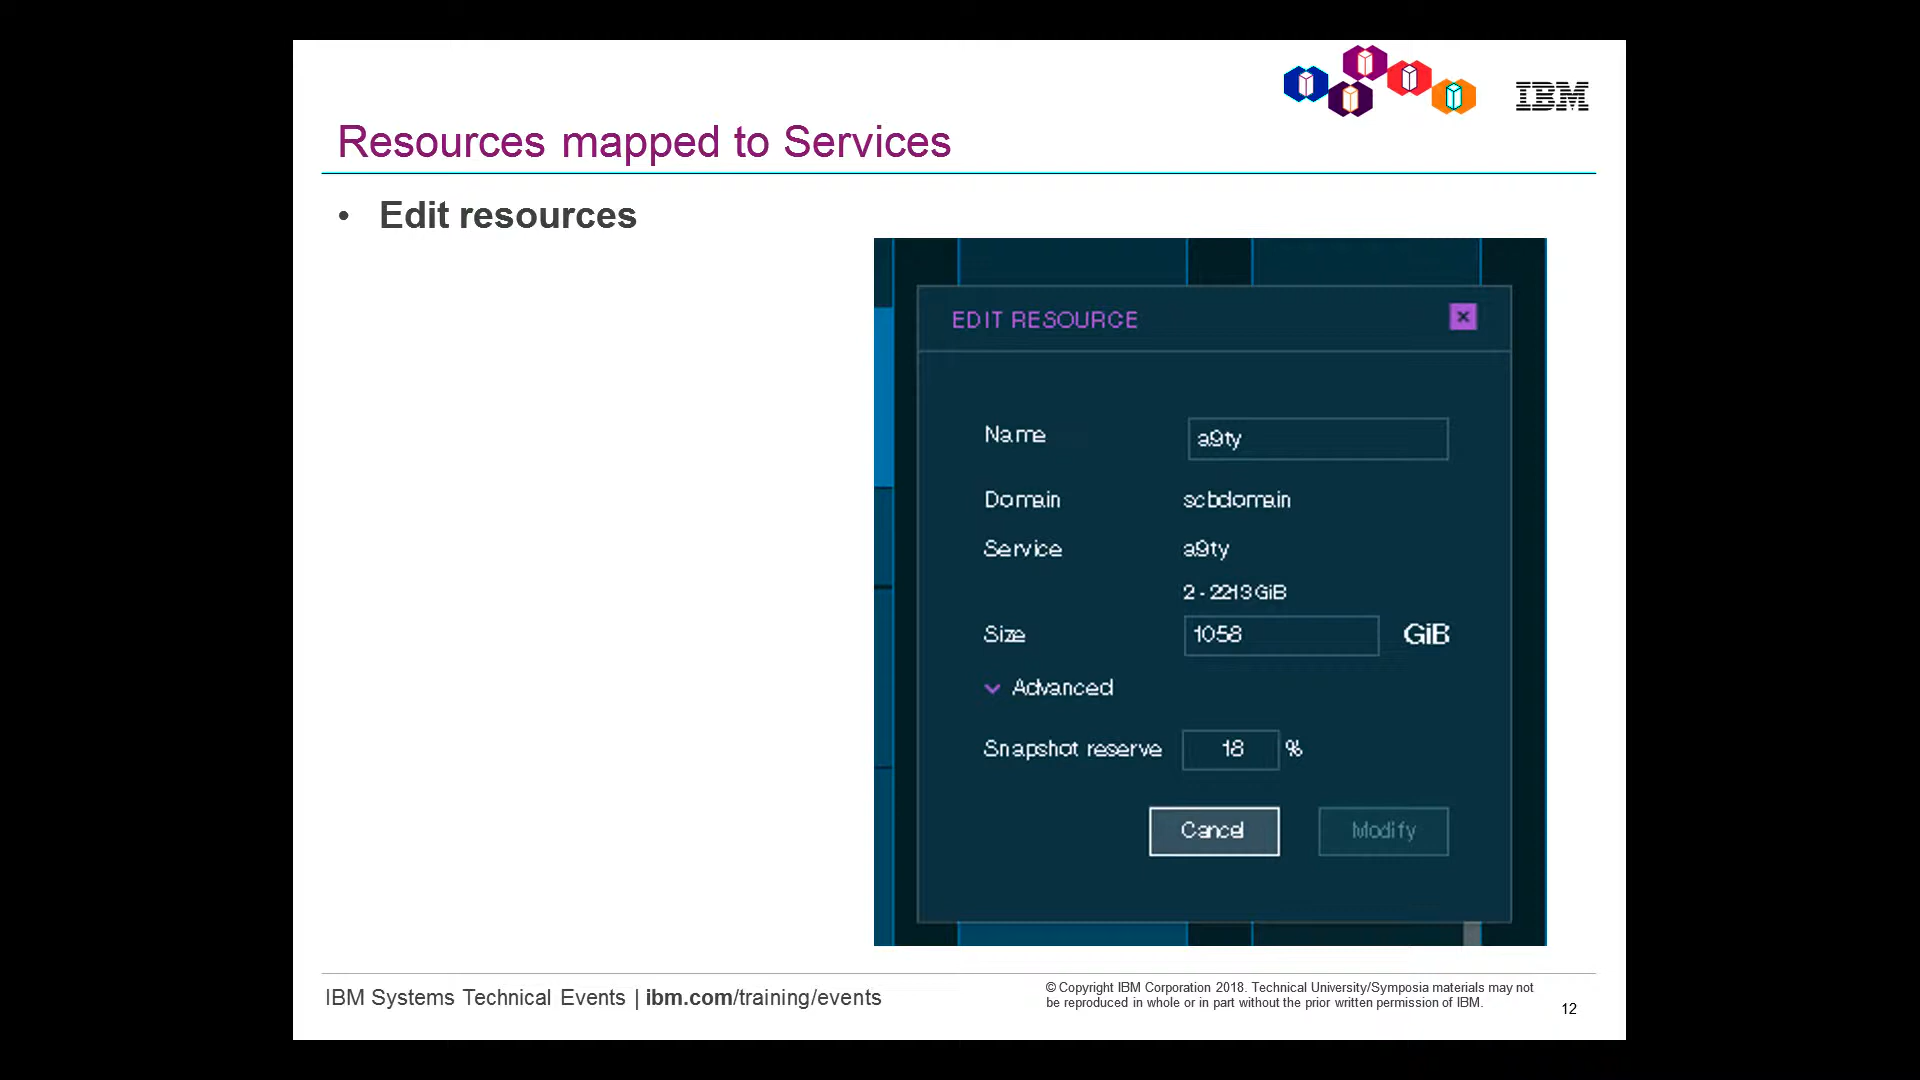 IBM
Resources mapped to Services
• Edit resources
EDIT RESOURCE
Name a9ty
Domain scbdomain
Service a9ty
2 - 2213 GiB
Size 1058 GiB
Advanced
Snapshot reserve 18 %
Cancel Modify
IBM Systems Technical Events | ibm.com/training/events
© Copyright IBM Corporation 2018. Technical University/Symposia materials may not
be reproduced in whole or in part without the prior written permission of IBM.
12